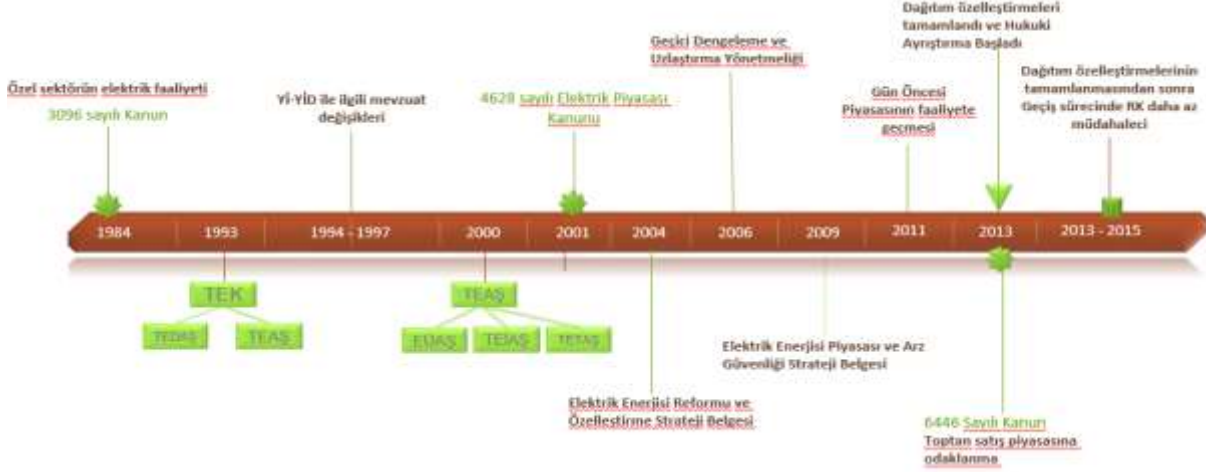 Dağıtım özelleştirmeleri
tamamlandı ve Hukuki
Ayrıştırma Başladı
Geçici Dengeleme ve
Uzlaştırma Yönetmeliği
Dağıtım özelleştirmelerinin
tamamlanmasından sonra
Geçiş sürecinde RK daha az
müdahaleci
Özel sektörün elektrik faaliyeti
3096 sayılı Kanun
Yİ-YİD ile ilgili mevzuat
değişikleri
4628 sayılı Elektrik Piyasası
Kanunu
Gün Öncesi
Piyasasının faaliyete
geçmesi
1984
1993
1994 - 1997
2000
2001
2004
2006
2009
2011
2013
2013 - 2015
TEK
TEDAŞ
TEAŞ
TEAŞ
EÜAŞ
TEİAŞ
TETAŞ
Elektrik Enerjisi Reformu ve
Özelleştirme Strateji Belgesi
Elektrik Enerjisi Piyasası ve Arz
Güvenliği Strateji Belgesi
6446 Sayılı Kanun
Toptan satış piyasasına
odaklanma